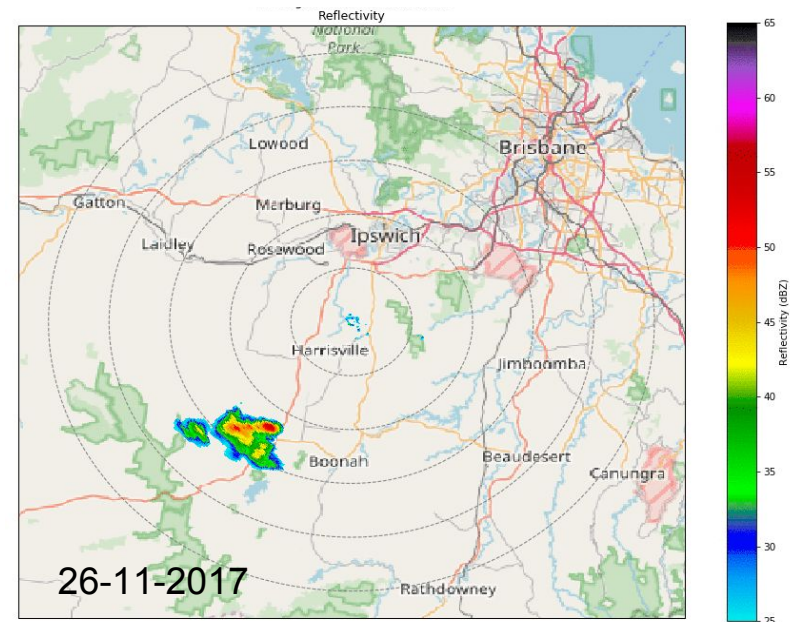 Reflectivity
National
Park
Lowood
Brisbane
Gatton
Marburg
Laidley
Rosewood
Ipswich
Harrisville
Jimboomba
Boonah
Beaudesert
Canungra
Rathdowney
26-11-2017
65
60
55
50
45
40
35
30
25
Reflectivity (dBZ)